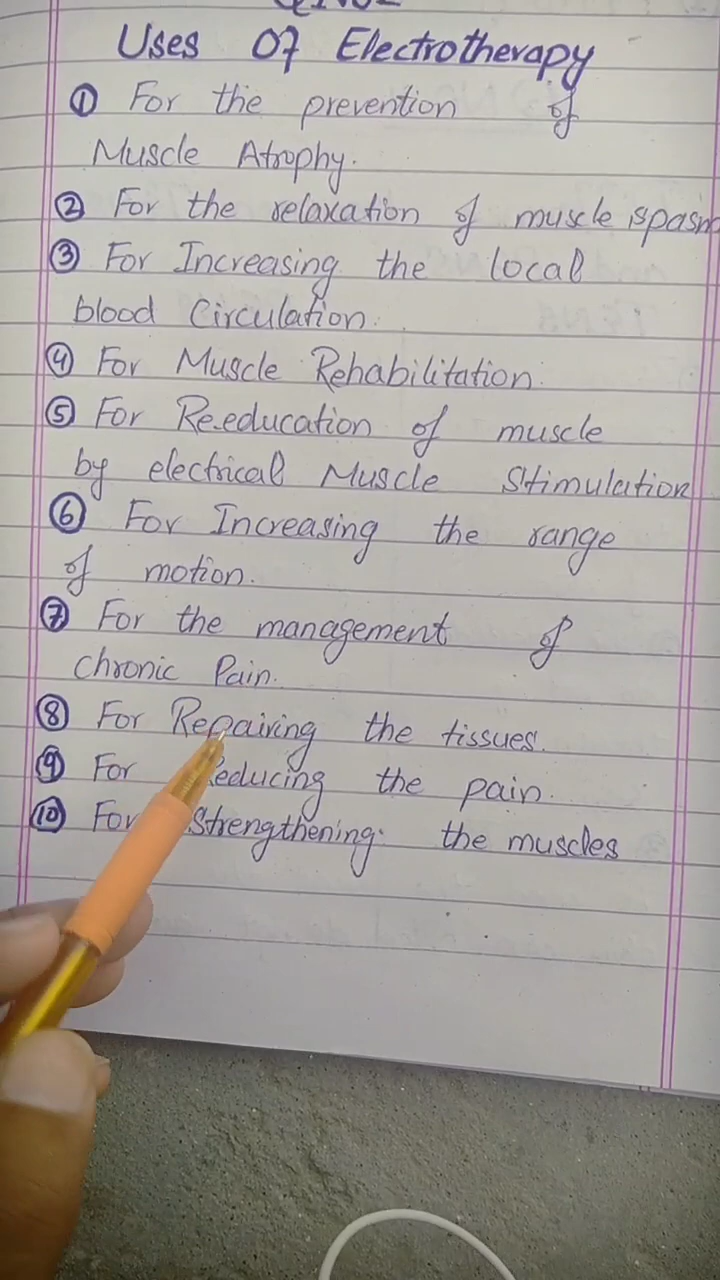 Uses Of Electrotherapy
① For the prevention of
Muscle Atrophy.
② For the relaxation of muscle spasm
③ For Increasing the local
blood Circulation.
④ For Muscle Rehabilitation.
⑤ For Re.education of muscle
by electrical Muscle Stimulation
⑥ For Increasing the range
of motion.
⑦ For the management of
chronic Pain.
⑧ For Repairing the tissues.
⑨ For Reducing the pain.
⑩ For Strengthening. the muscles